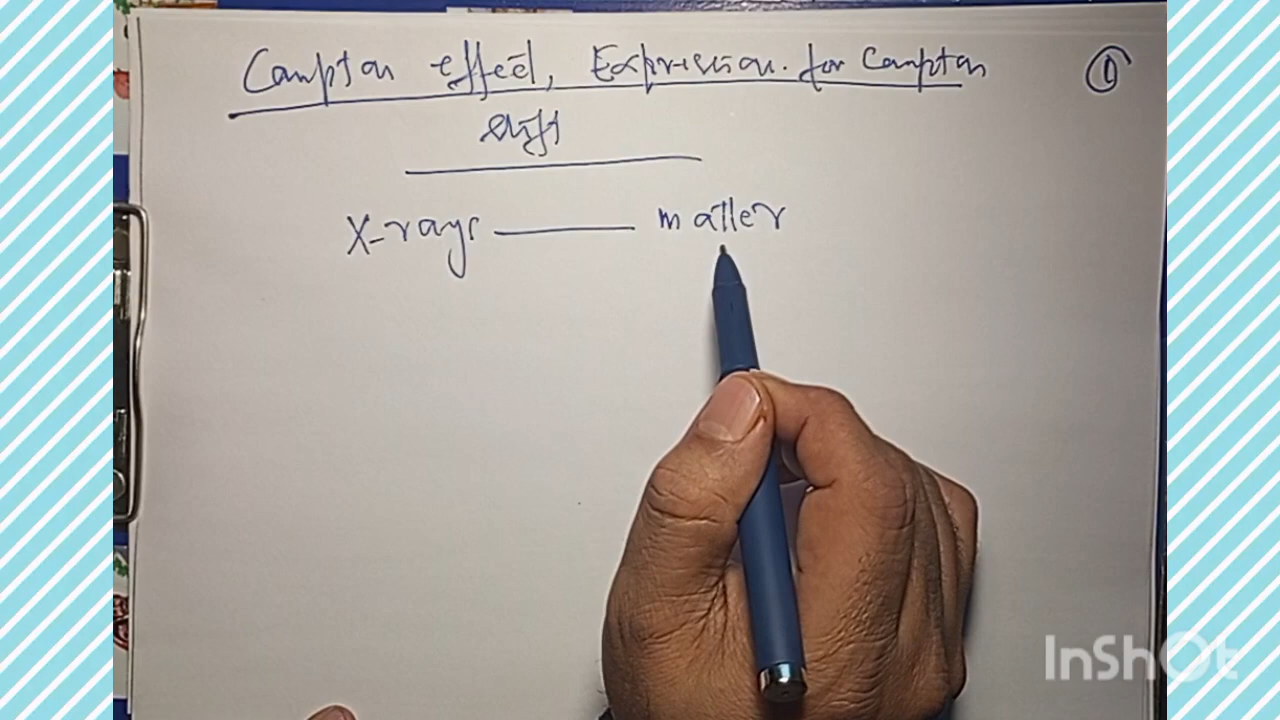 Compton effect, Expression. for Compton ①
shift
X-rays —— matter
InShOt